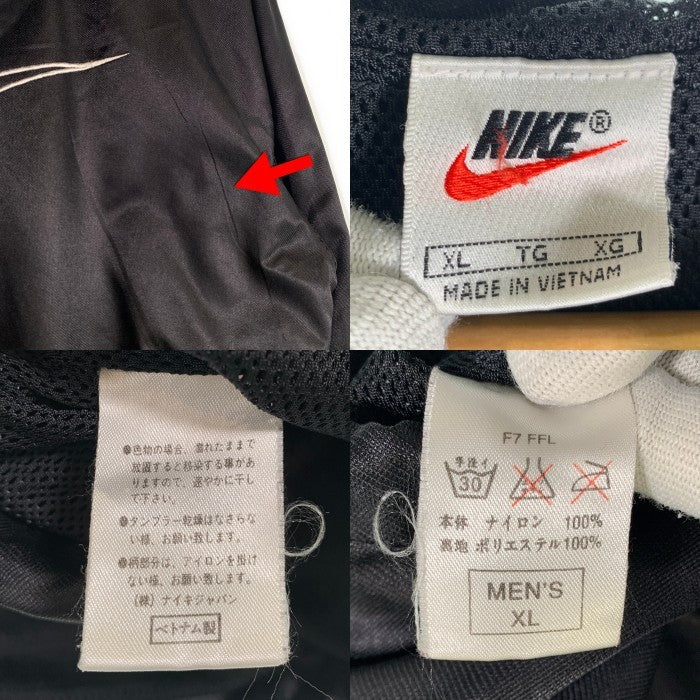 NIKE®
XL TG XG
MADE IN VIETNAM
●色物の場合、濡れたままで
放置すると移染する事があ
りますので、速やかに干し
て下さい。
●タンブラー乾燥はなさらな
い様、お願い致します。
●柄部分は、アイロンを掛け
ない様、お願い致します。
(株) ナイキジャパン
ベトナム製
F7 FFL
手洗イ
30
本体 ナイロン 100%
裏地 ポリエステル100%
MEN'S
XL